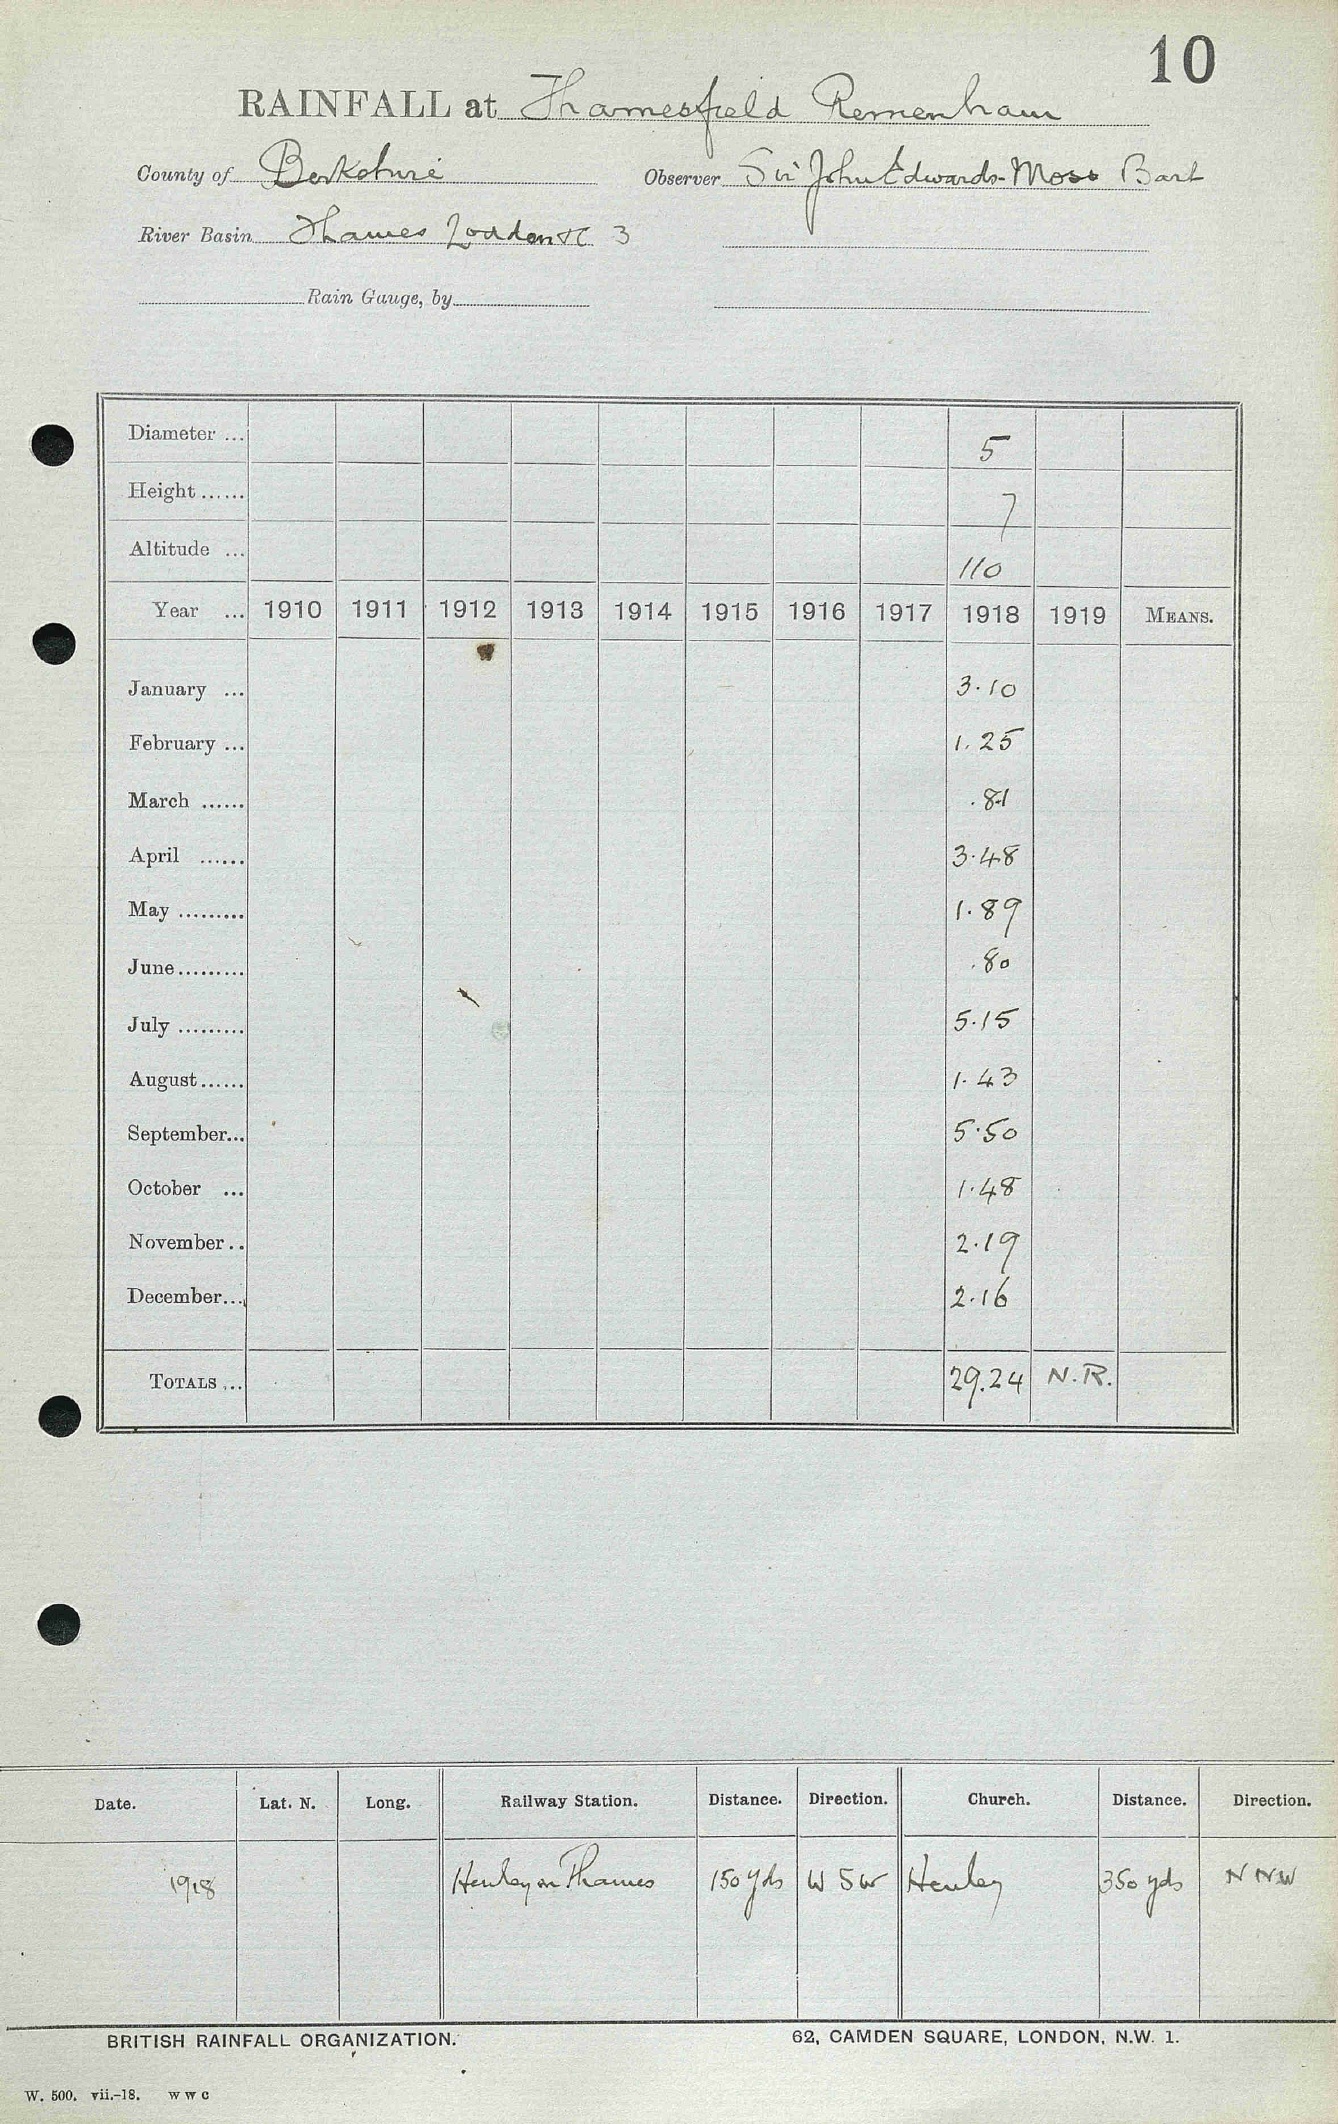 10
RAINFALL at Thamesfield Remenham
County of Berkshire Observer Sir John Edwards-Moss Bart
River Basin Thames Loddon &c 3
Rain Gauge, by
Diameter ... 5
Height ...... 7
Altitude ... 110
Year ... 1910 1911 1912 1913 1914 1915 1916 1917 1918 1919 MEANS.
January ... 3.10
February ... 1.25
March ...... .81
April ...... 3.48
May ......... 1.89
June ......... .80
July ......... 5.15
August ...... 1.43
September... 5.50
October ... 1.48
November .. 2.19
December... 2.16
TOTALS ... 29.24 N.R.
Date. Lat. N. Long. Railway Station. Distance. Direction. Church. Distance. Direction.
1918 Henley on Thames 150 yds W S W Henley 350 yds N N W
BRITISH RAINFALL ORGANIZATION. 62, CAMDEN SQUARE, LONDON, N.W. 1.
W. 500. vii.-18. W W C